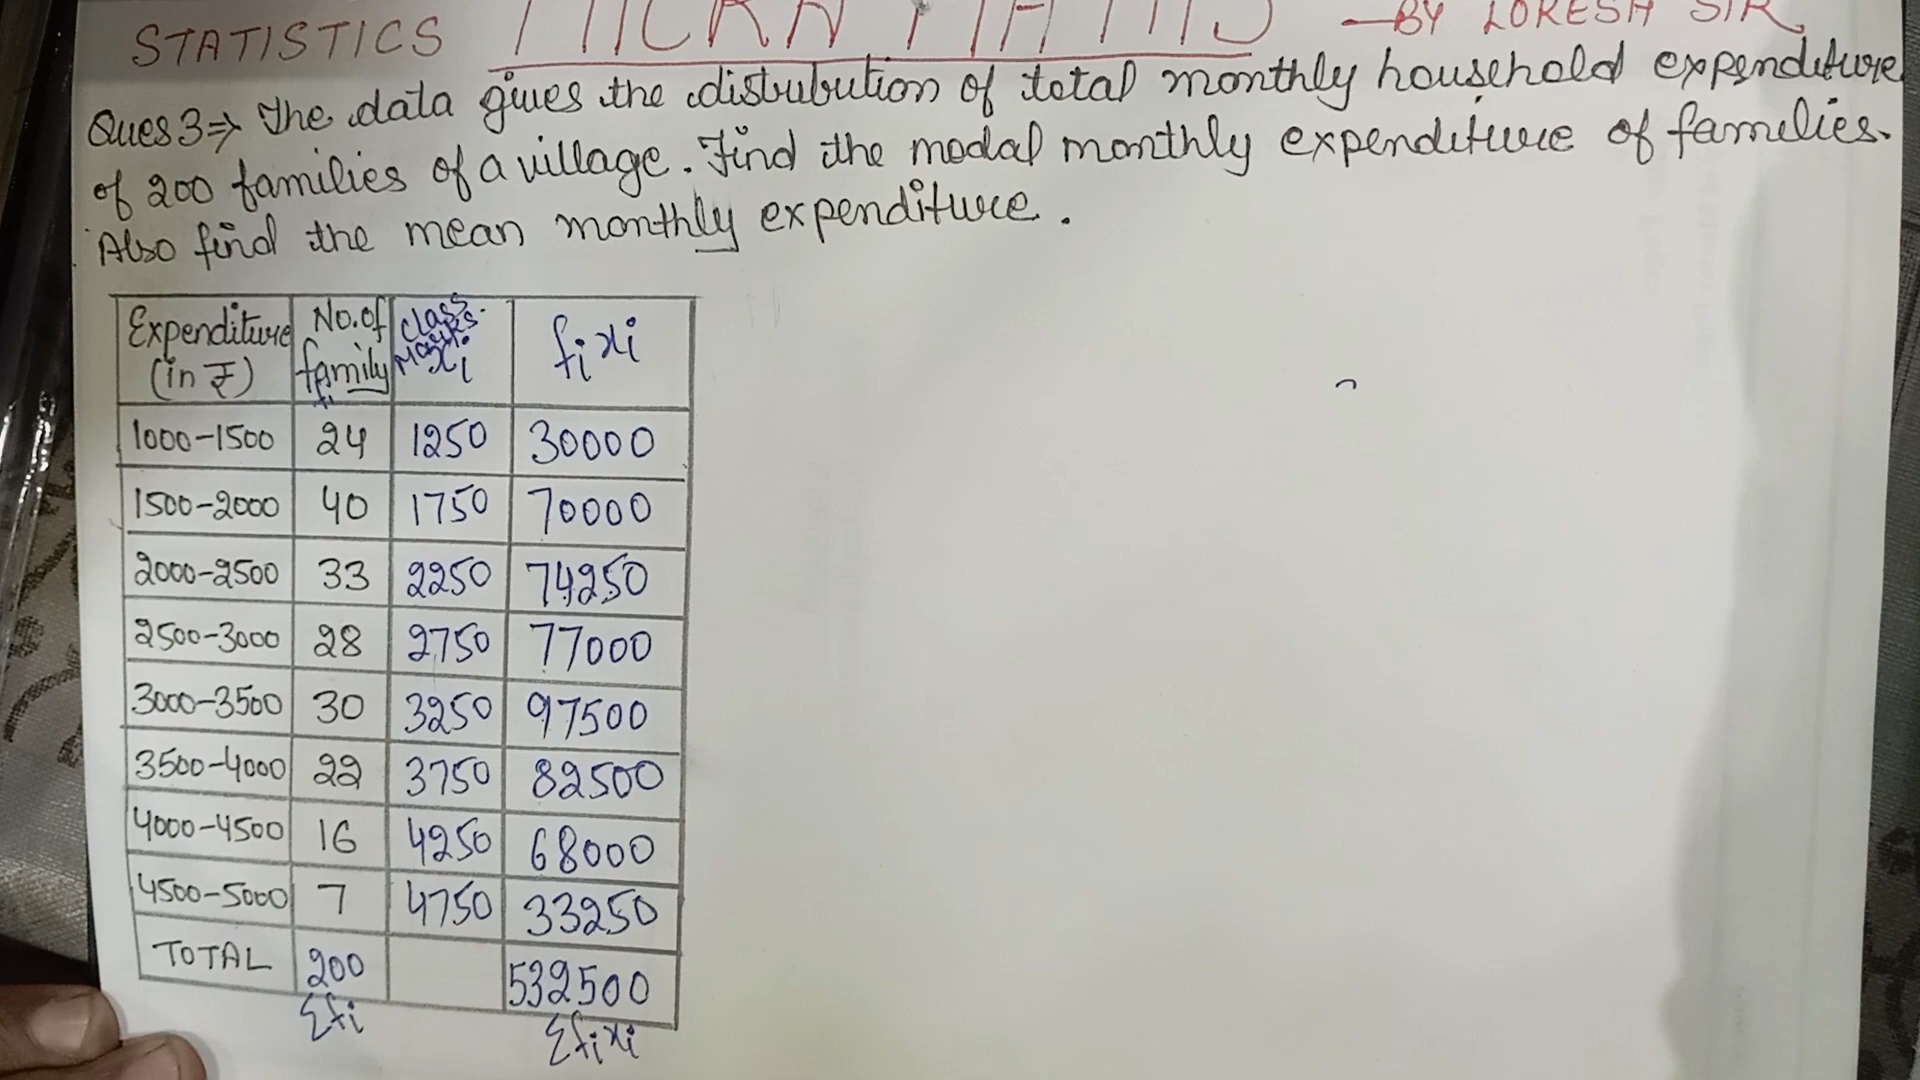 STATISTICS
—BY LOKESH SIR
Ques 3⇒ The data gives the distribution of total monthly household expenditure
of 200 families of a village. Find the modal monthly expenditure of families.
Also find the mean monthly expenditure.
Expenditure (in ₹) No. of family fi Class Marks. xi fixi
1000-1500 24 1250 30000
1500-2000 40 1750 70000
2000-2500 33 2250 74250
2500-3000 28 2750 77000
3000-3500 30 3250 97500
3500-4000 22 3750 82500
4000-4500 16 4250 68000
4500-5000 7 4750 33250
TOTAL 200 532500
Σfi Σfixi